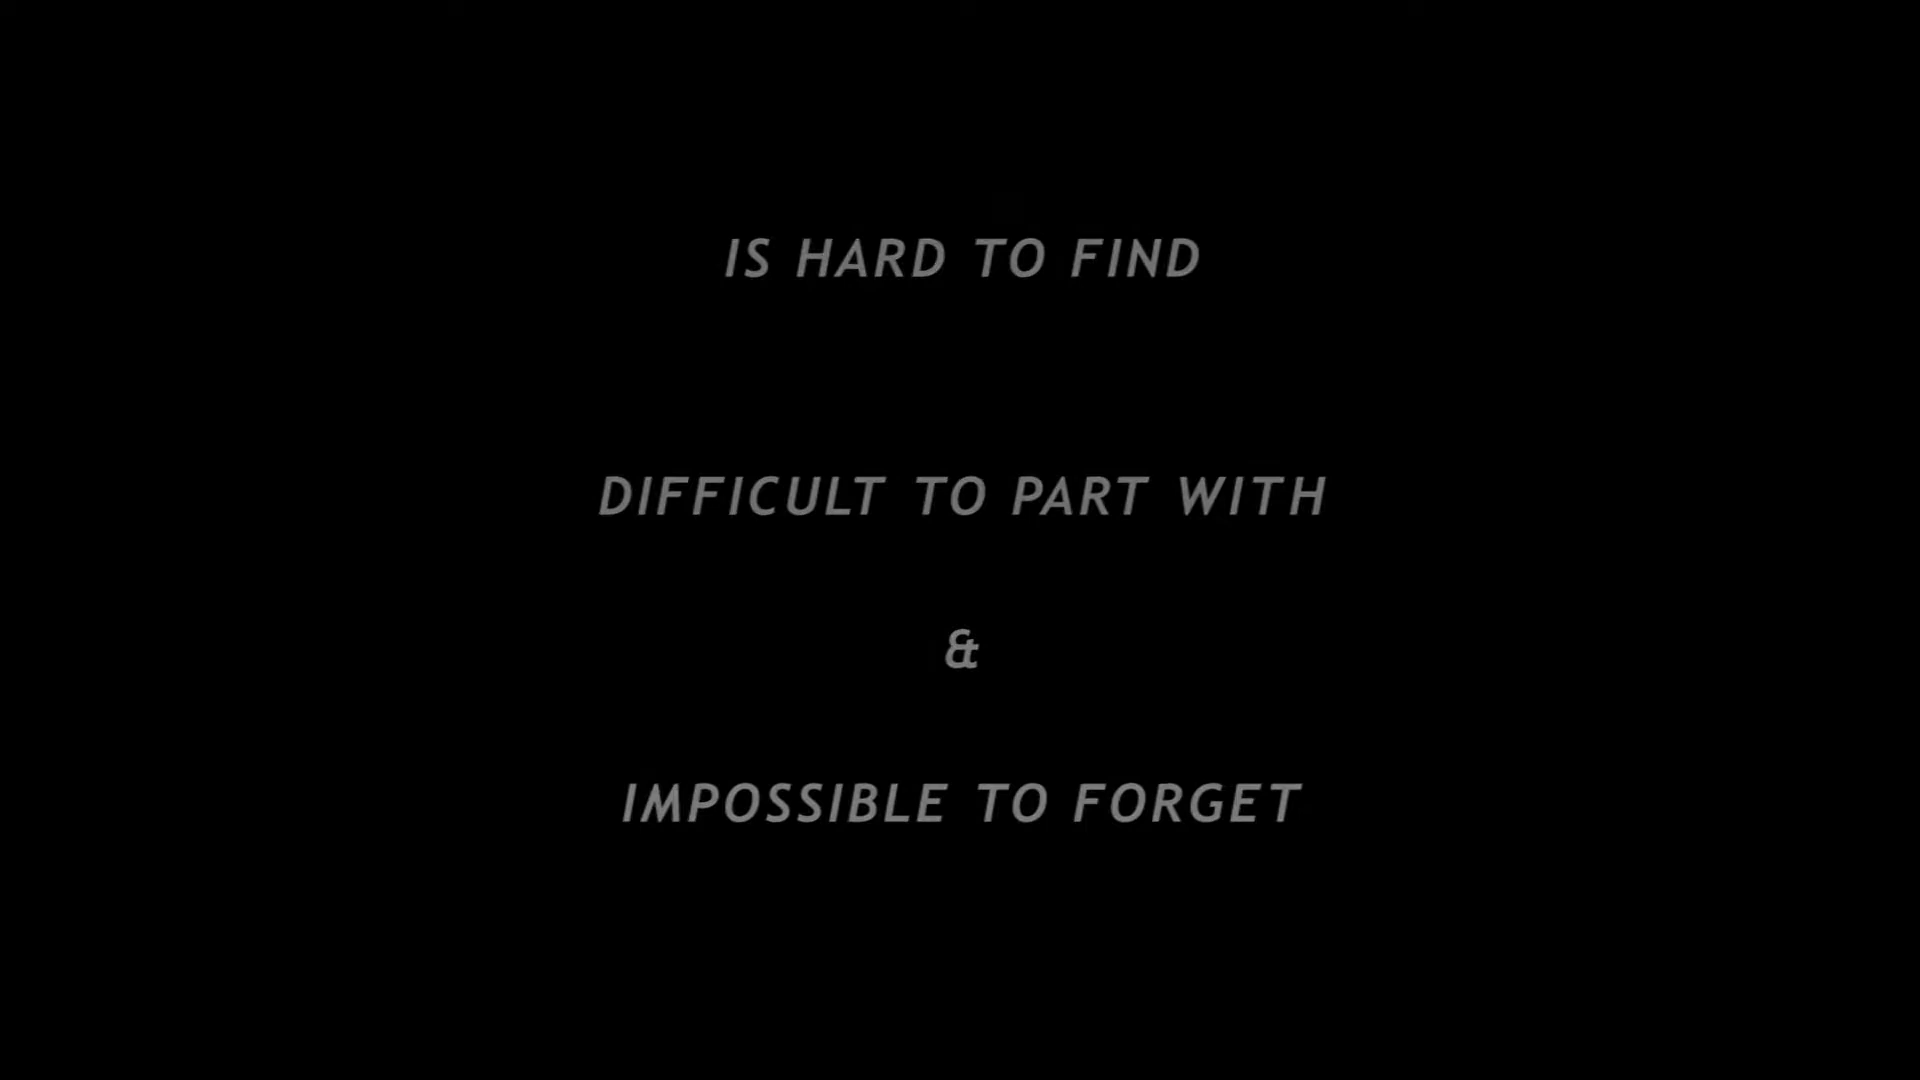 IS HARD TO FIND
DIFFICULT TO PART WITH
&
IMPOSSIBLE TO FORGET